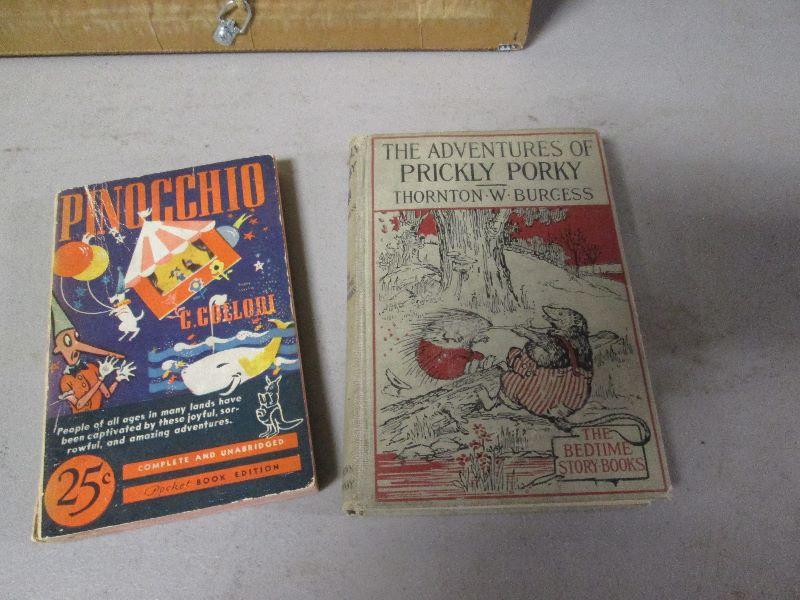 PINOCCHIO
C. COLLODI
People of all ages in many lands have
been captivated by these joyful, sor-
rowful, and amazing adventures.
25c
COMPLETE AND UNABRIDGED
Pocket BOOK EDITION
THE ADVENTURES OF
PRICKLY PORKY
THORNTON·W·BURGESS
THE
BEDTIME
STORY-BOOKS